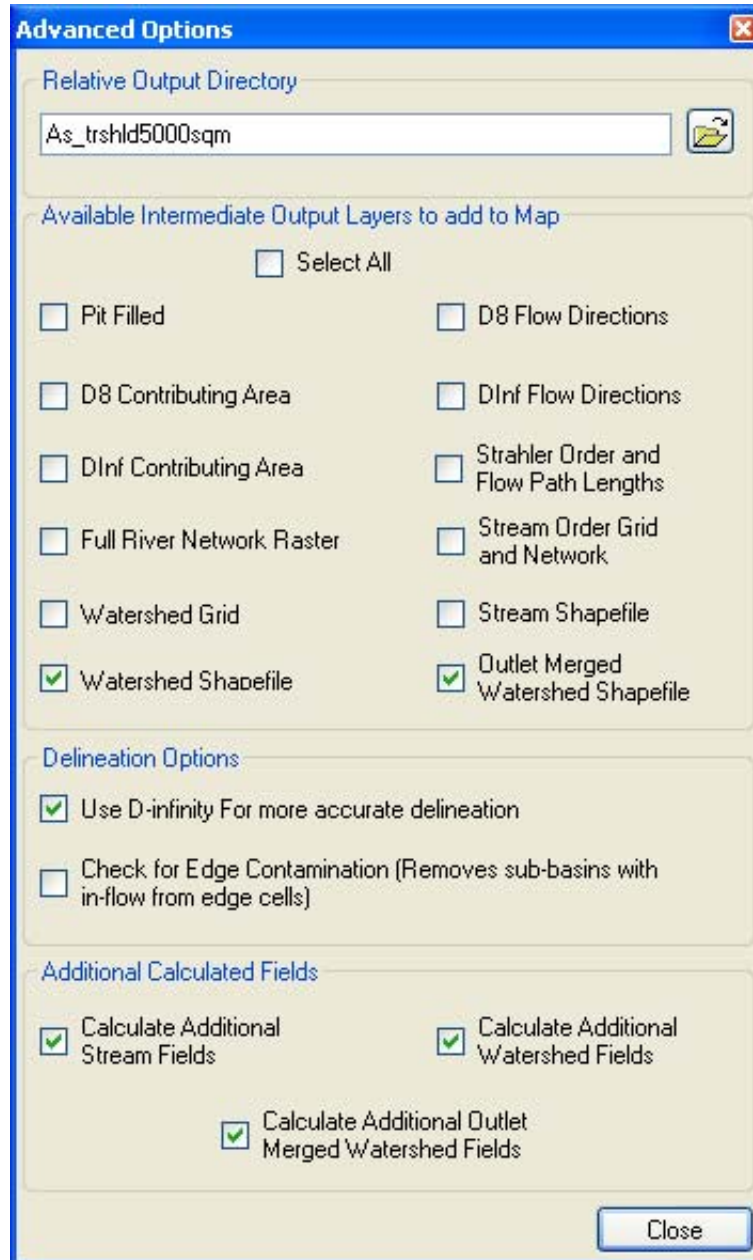 Advanced Options
Relative Output Directory
As_trshld5000sqm
Available Intermediate Output Layers to add to Map
Select All
Pit Filled
D8 Flow Directions
D8 Contributing Area
DInf Flow Directions
DInf Contributing Area
Strahler Order and
Flow Path Lengths
Full River Network Raster
Stream Order Grid
and Network
Watershed Grid
Stream Shapefile
Watershed Shapefile
Outlet Merged
Watershed Shapefile
Delineation Options
Use D-infinity For more accurate delineation
Check for Edge Contamination (Removes sub-basins with
in-flow from edge cells)
Additional Calculated Fields
Calculate Additional
Stream Fields
Calculate Additional
Watershed Fields
Calculate Additional Outlet
Merged Watershed Fields
Close